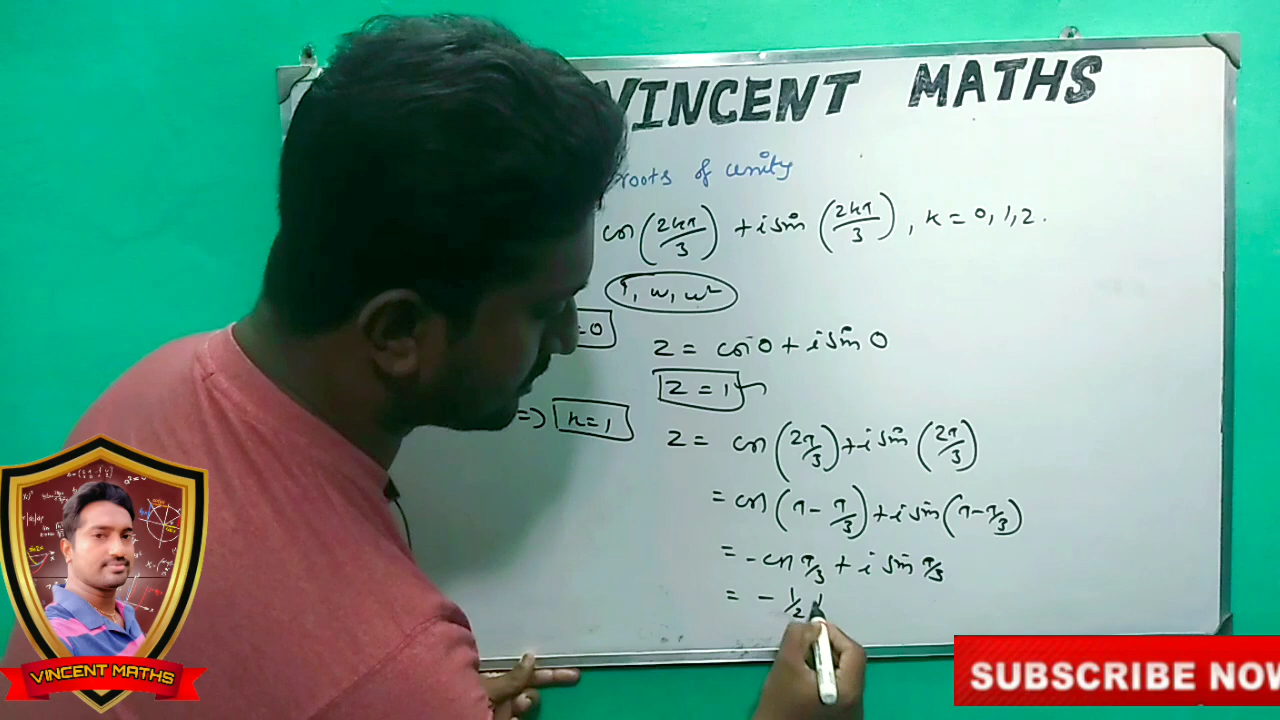 VINCENT MATHS
roots of unity
cos(2kπ/3) + i sin(2kπ/3), k = 0, 1, 2.
1, w, w²
=0
z = cos 0 + i sin 0
z = 1
=> k=1
z = cos(2π/3) + i sin(2π/3)
= cos(π - π/3) + i sin(π - π/3)
= - cos π/3 + i sin π/3
= - 1/2
VINCENT MATHS
SUBSCRIBE NOW